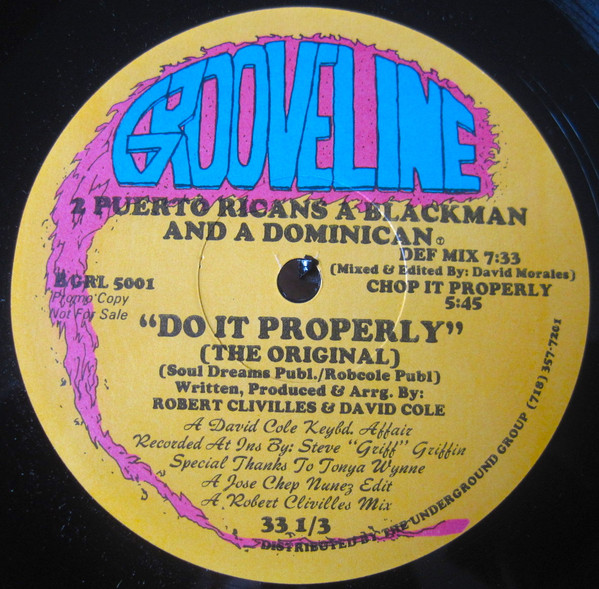 GROOVELINE
2 PUERTO RICANS A BLACKMAN
AND A DOMINICAN
DEF MIX 7:33
(Mixed & Edited By: David Morales)
CHOP IT PROPERLY
5:45
B GRL 5001
Promo Copy
Not For Sale
"DO IT PROPERLY"
(THE ORIGINAL)
(Soul Dreams Publ./Robcole Publ)
Written, Produced & Arrg. By:
ROBERT CLIVILLES & DAVID COLE
A David Cole Keybd. Affair
Recorded At Ins By: Steve "Griff" Griffin
Special Thanks To Tonya Wynne
A Jose Chep Nunez Edit
A Robert Clivilles Mix
33 1/3
DISTRIBUTED BY THE UNDERGROUND GROUP (718) 357-7201